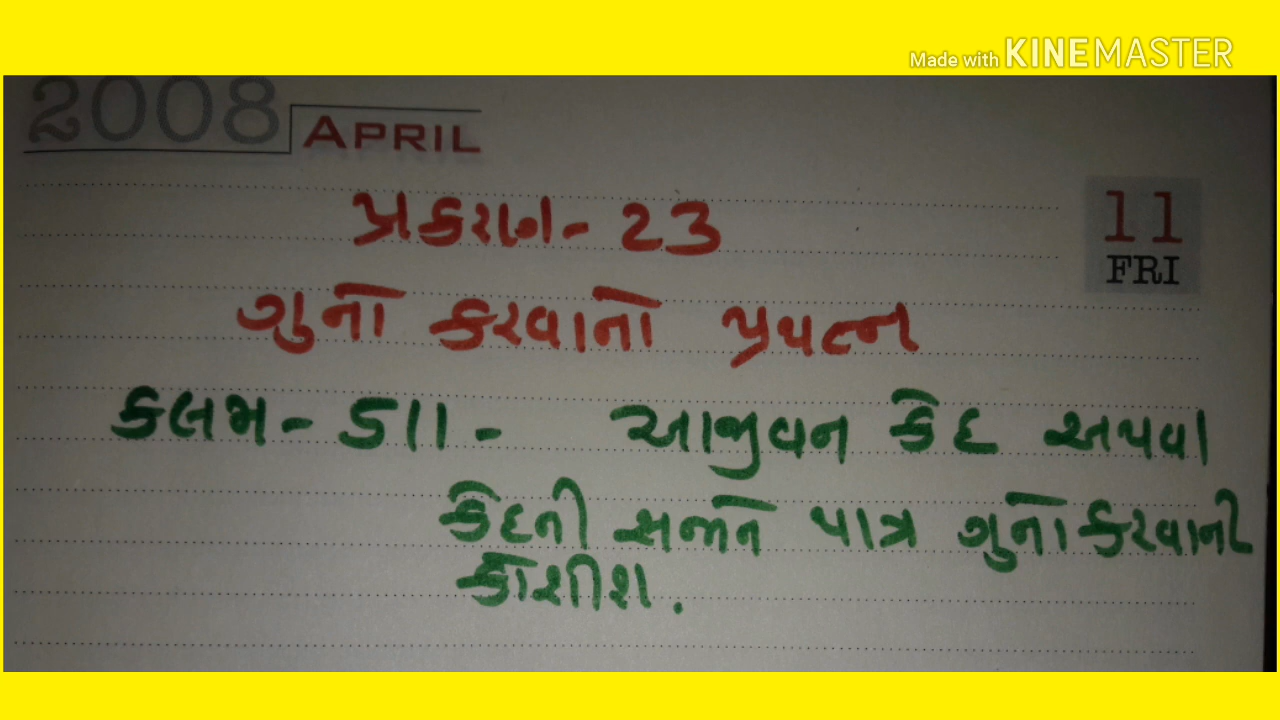 Made with KINEMASTER
2008 APRIL
પ્રકરણ - 23
11
FRI
ગુનો કરવાનો પ્રયત્ન
કલમ - 511 - આજીવન કેદ અથવા
કેદની સજાને પાત્ર ગુનો કરવાની
કોશીશ.